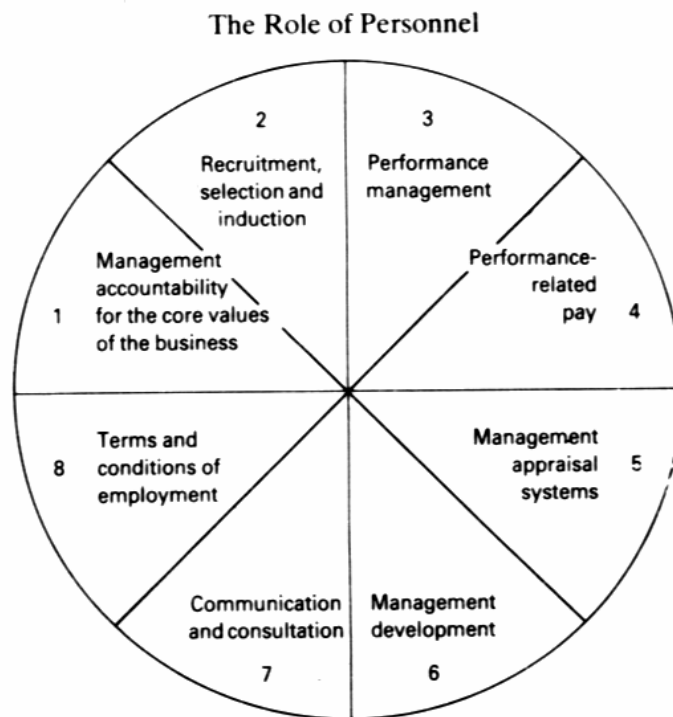 The Role of Personnel
2
Recruitment,
selection and
induction
3
Performance
management
Management
accountability
1 for the core values
of the business
Performance-
related
pay 4
8 Terms and
conditions of
employment
Management
appraisal 5
systems
Communication
and consultation
7
Management
development
6